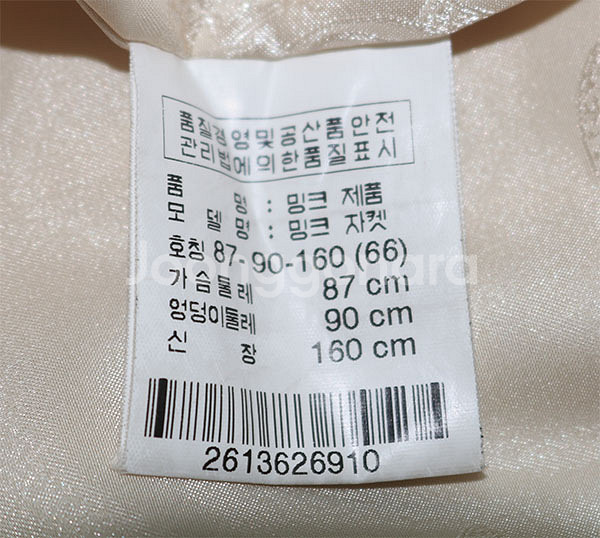 품질경영및공산품안전
관리법에의한품질표시
품 명 : 밍크 제품
모 델 명 : 밍크 자켓
호칭 87-90-160 (66)
가슴둘레 87 cm
엉덩이둘레 90 cm
신 장 160 cm
2613626910
Joonggonara